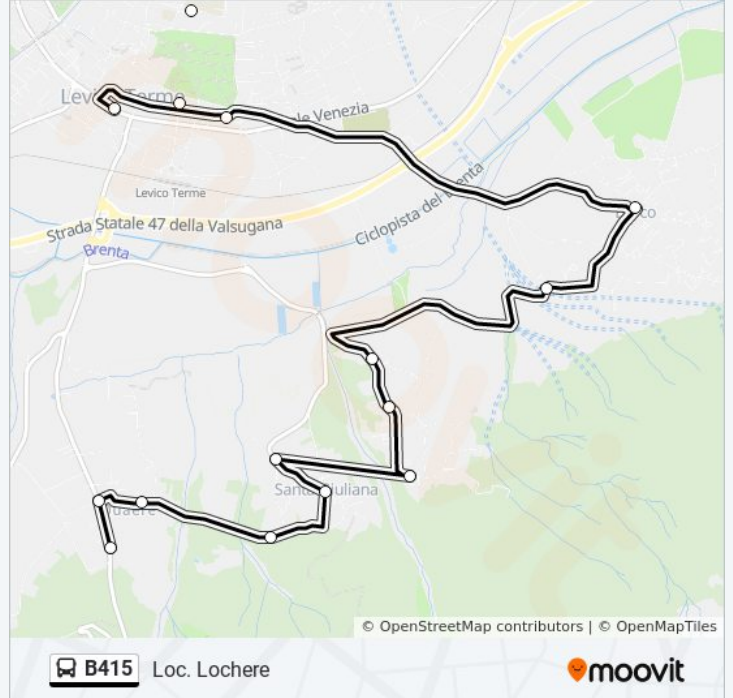 Levico Terme
Viale Venezia
Levico Terme
Ciclopista del Brenta
Strada Statale 47 della Valsugana
Brenta
Santa Giuliana
© OpenStreetMap contributors | © OpenMapTiles
B415 Loc. Lochere
moovit